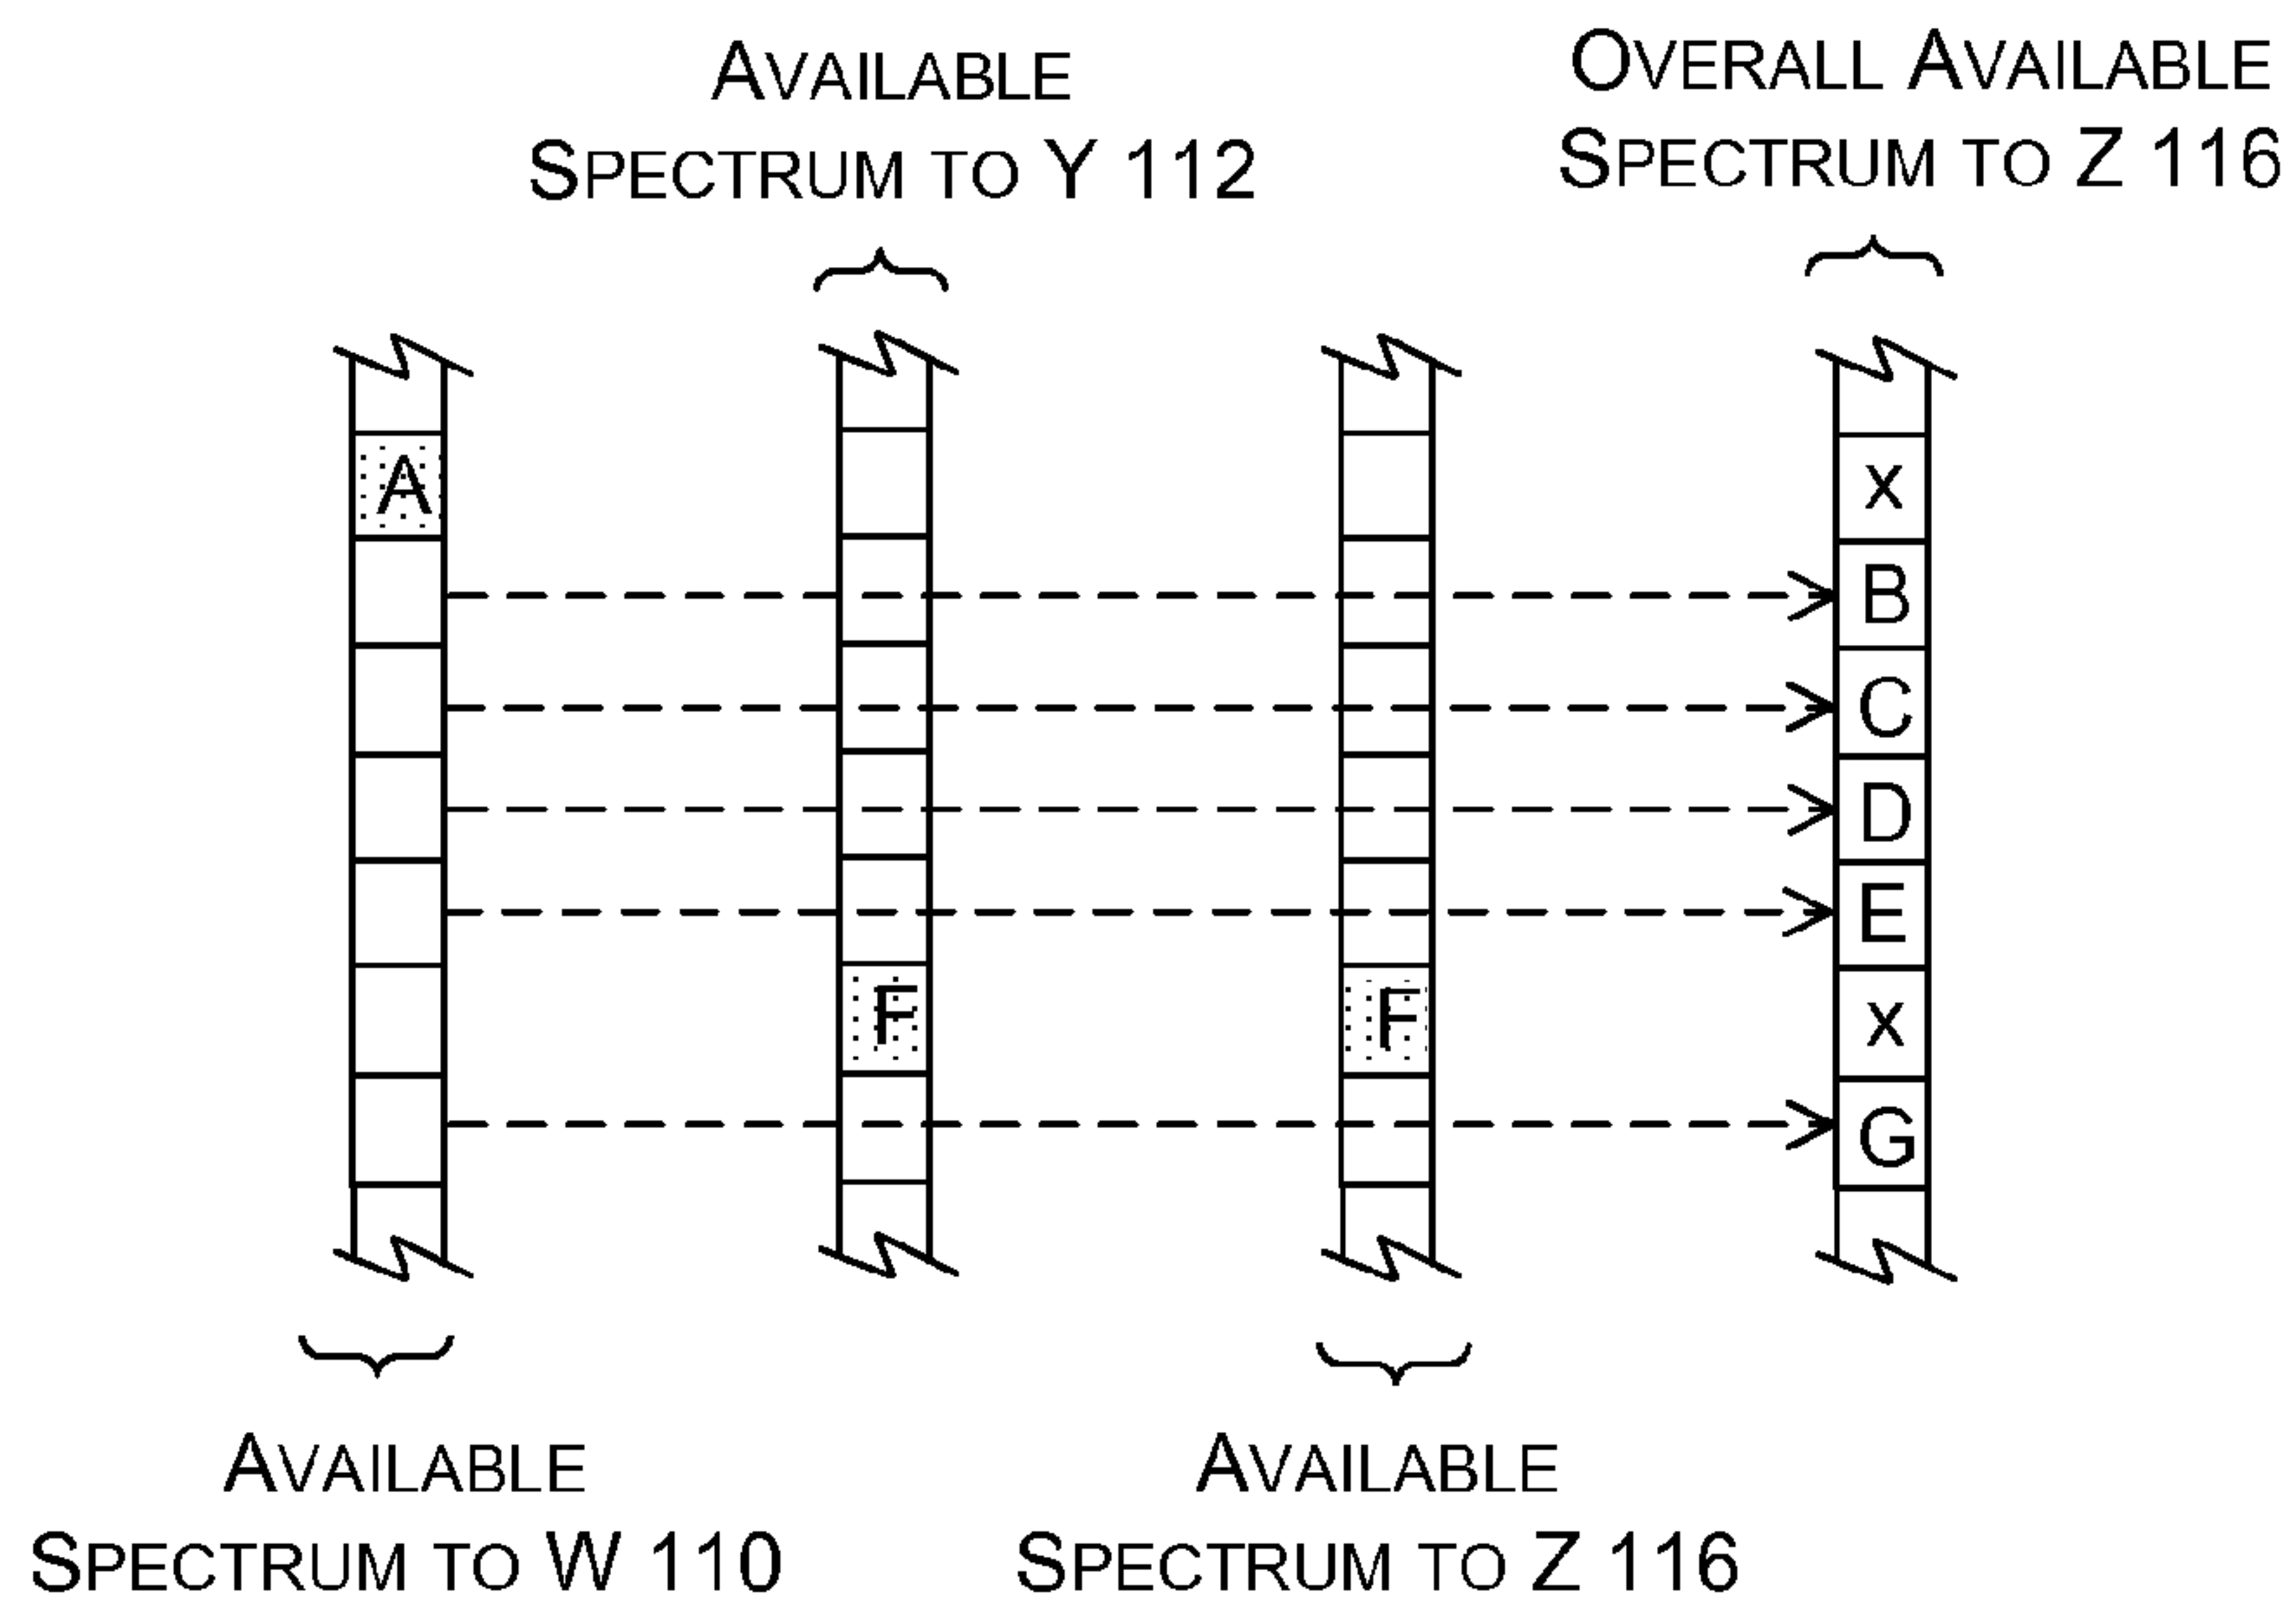 AVAILABLE
SPECTRUM TO Y 112
OVERALL AVAILABLE
SPECTRUM TO Z 116
A
x
B
C
D
E
F
F
x
G
AVAILABLE
SPECTRUM TO W 110
AVAILABLE
SPECTRUM TO Z 116